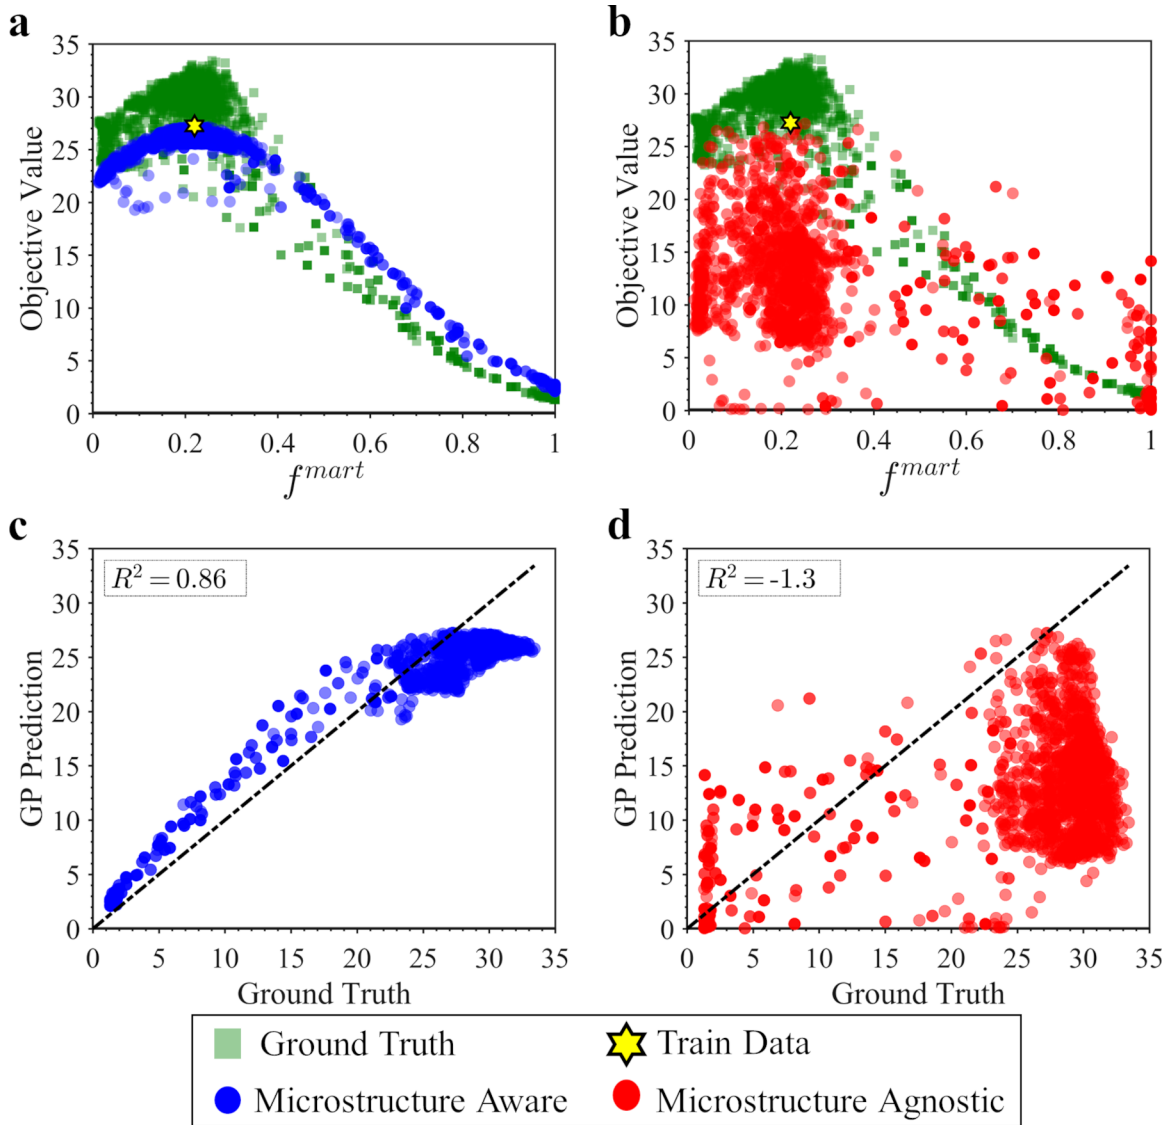 a
b
35
30
25
20
15
10
5
0
Objective Value
0 0.2 0.4 0.6 0.8 1
f^{mart}
35
30
25
20
15
10
5
0
Objective Value
0 0.2 0.4 0.6 0.8 1
f^{mart}
c
d
R² = 0.86
35
30
25
20
15
10
5
0
GP Prediction
0 5 10 15 20 25 30 35
Ground Truth
R² = -1.3
35
30
25
20
15
10
5
0
GP Prediction
0 5 10 15 20 25 30 35
Ground Truth
Ground Truth
Train Data
Microstructure Aware
Microstructure Agnostic